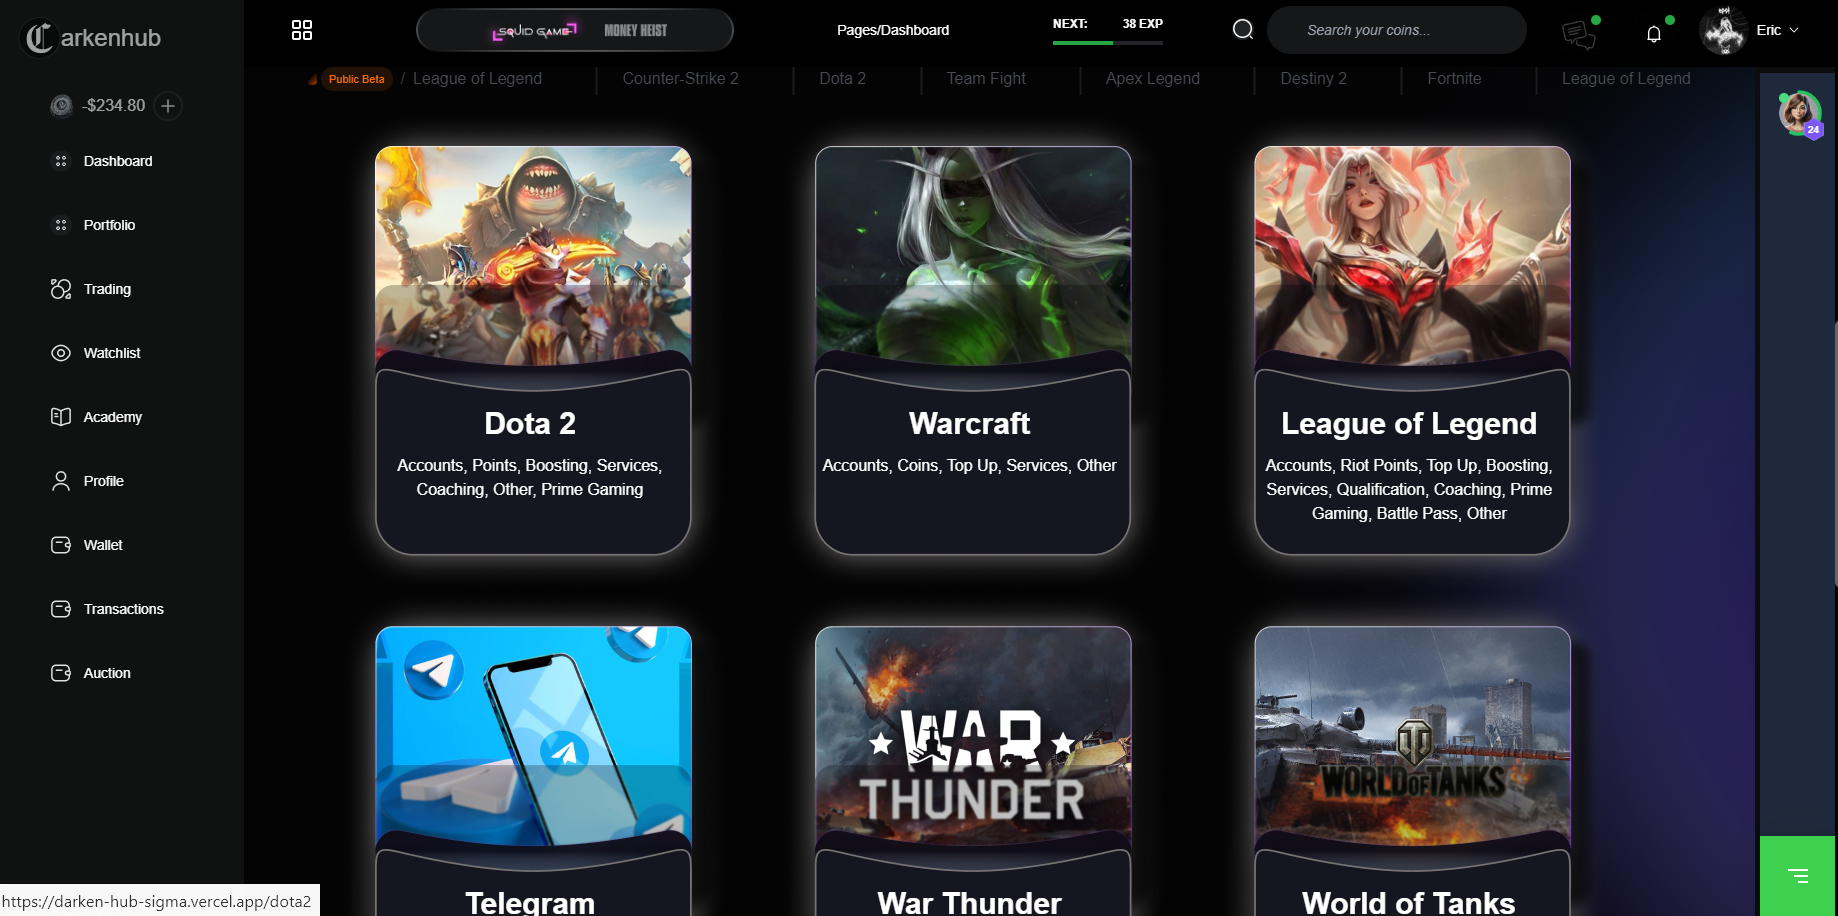 Carkenhub
SQUID GAME
MONEY HEIST
Pages/Dashboard
NEXT:
38 EXP
Search your coins...
Eric
Public Beta
/ League of Legend
Counter-Strike 2
Dota 2
Team Fight
Apex Legend
Destiny 2
Fortnite
League of Legend
-$234.80
Dashboard
Portfolio
Trading
Watchlist
Academy
Profile
Wallet
Transactions
Auction
24
Dota 2
Accounts, Points, Boosting, Services,
Coaching, Other, Prime Gaming
Warcraft
Accounts, Coins, Top Up, Services, Other
League of Legend
Accounts, Riot Points, Top Up, Boosting,
Services, Qualification, Coaching, Prime
Gaming, Battle Pass, Other
WAR
THUNDER
WORLD OF TANKS
Telegram
War Thunder
World of Tanks
https://darken-hub-sigma.vercel.app/dota2